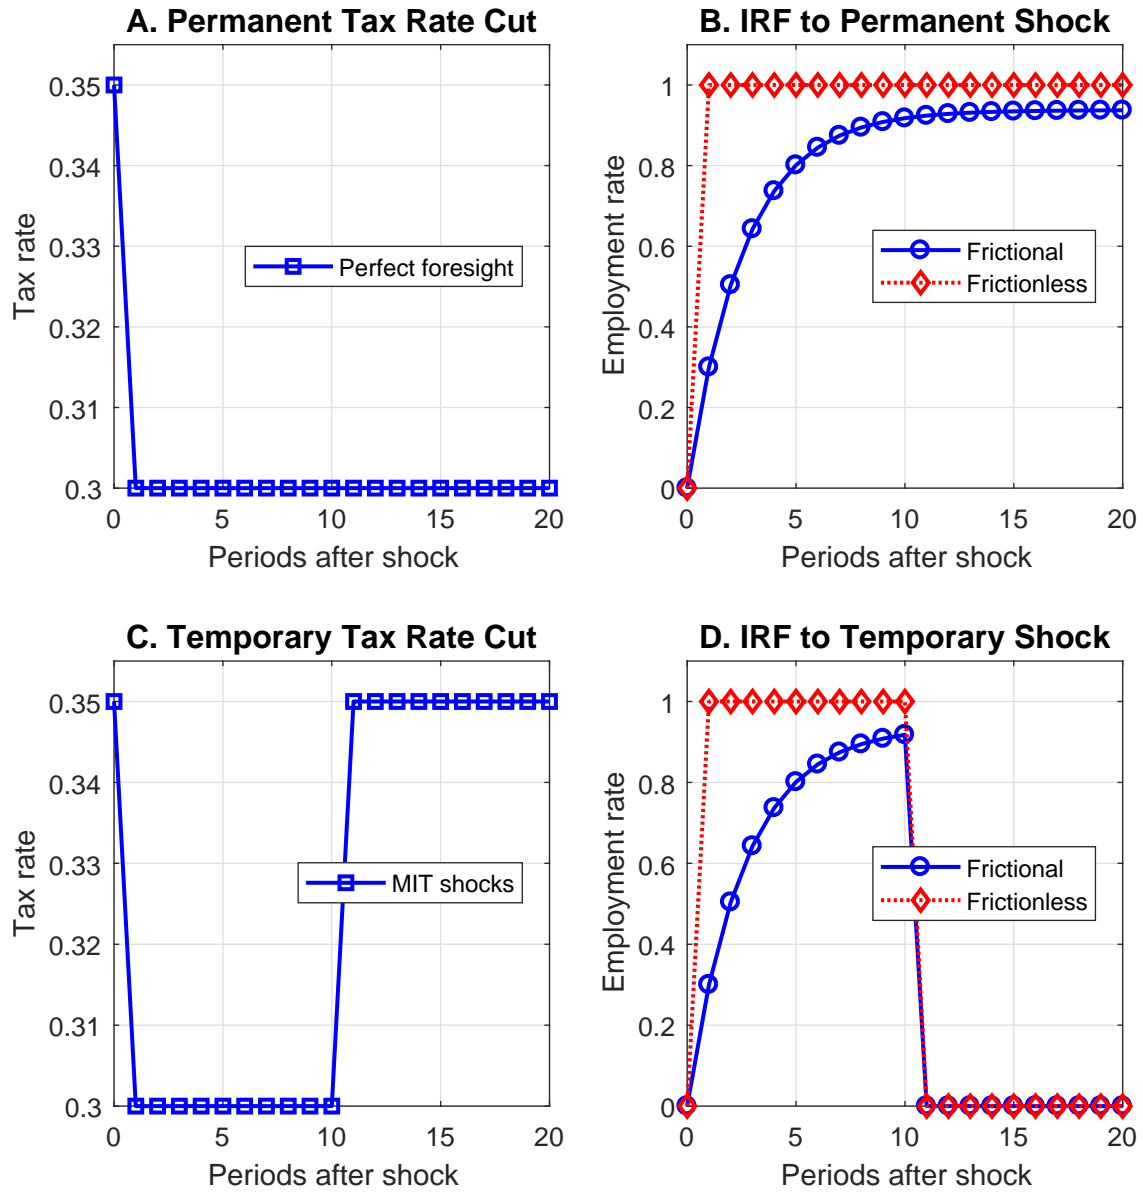 A. Permanent Tax Rate Cut
Tax rate
0.35
0.34
0.33
0.32
0.31
0.3
Perfect foresight
0 5 10 15 20
Periods after shock
B. IRF to Permanent Shock
Employment rate
1
0.8
0.6
0.4
0.2
0
Frictional
Frictionless
0 5 10 15 20
Periods after shock
C. Temporary Tax Rate Cut
Tax rate
0.35
0.34
0.33
0.32
0.31
0.3
MIT shocks
0 5 10 15 20
Periods after shock
D. IRF to Temporary Shock
Employment rate
1
0.8
0.6
0.4
0.2
0
Frictional
Frictionless
0 5 10 15 20
Periods after shock